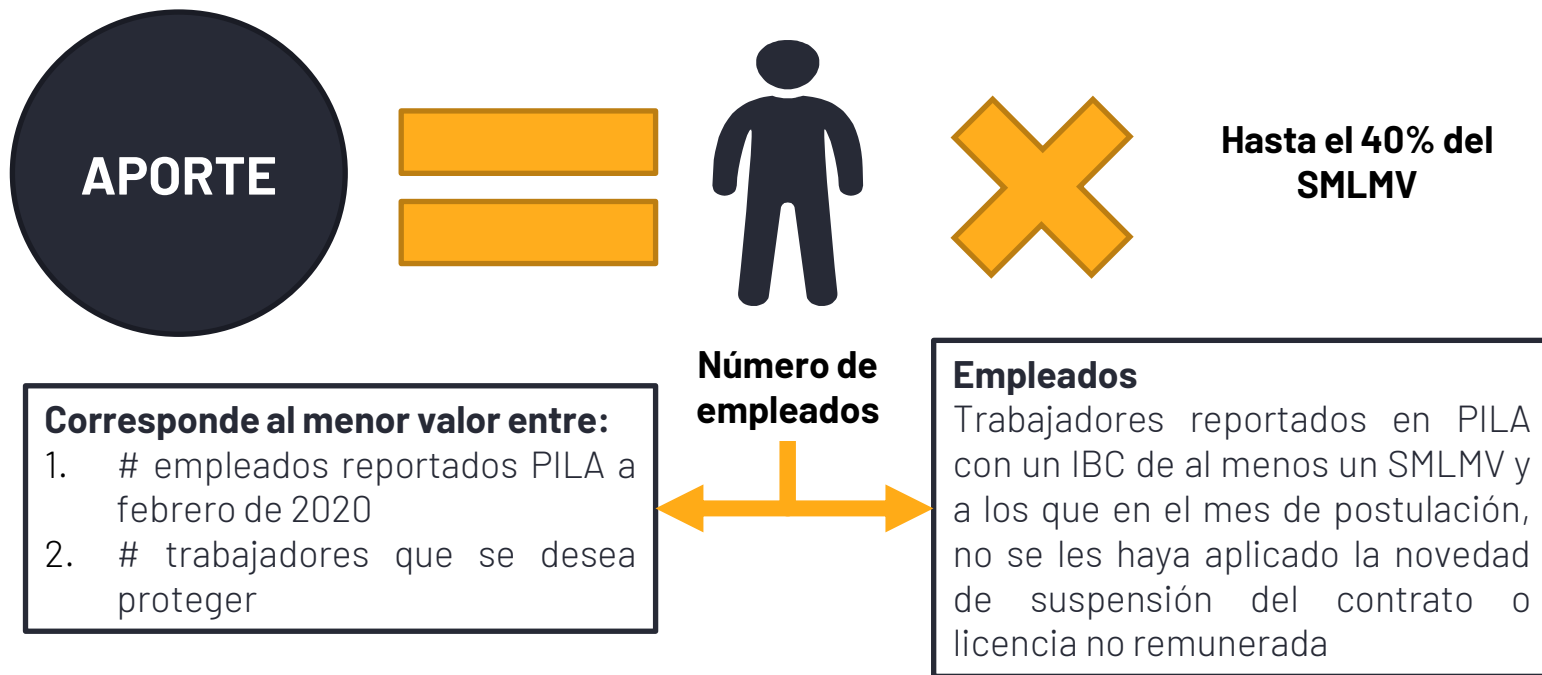 APORTE
Hasta el 40% del
SMLMV
Número de
empleados
Corresponde al menor valor entre:
1. # empleados reportados PILA a
febrero de 2020
2. # trabajadores que se desea
proteger
Empleados
Trabajadores reportados en PILA
con un IBC de al menos un SMLMV y
a los que en el mes de postulación,
no se les haya aplicado la novedad
de suspensión del contrato o
licencia no remunerada